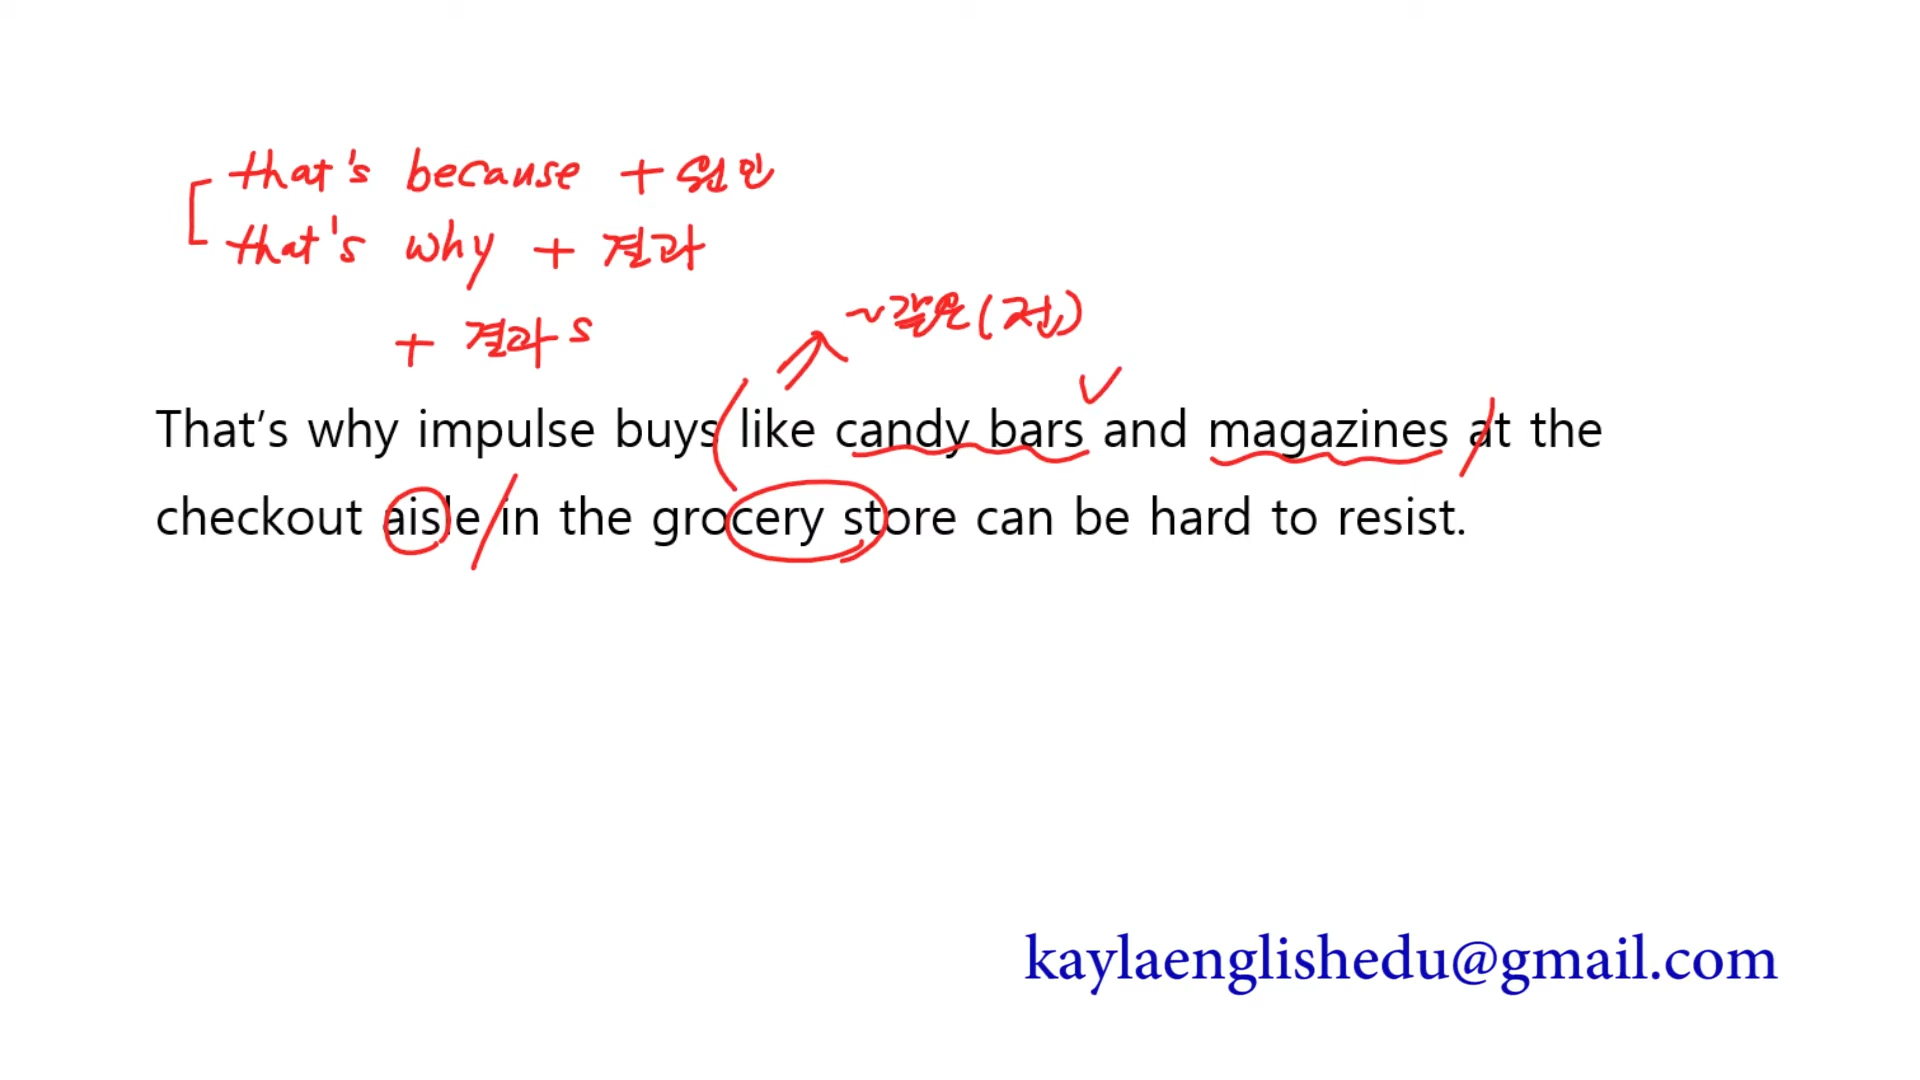 that's because + 원인
that's why + 결과
+ 결과 s
~같은(전)
That’s why impulse buys like candy bars and magazines at the
checkout aisle in the grocery store can be hard to resist.
kaylaenglishedu@gmail.com